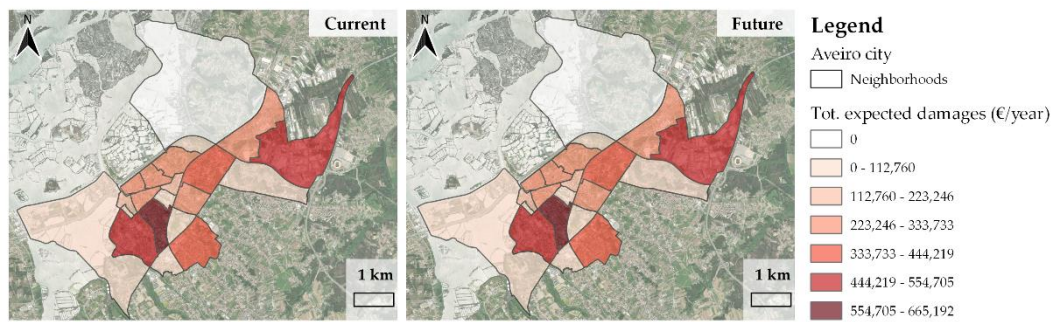 N
Current
1 km
N
Future
1 km
Legend
Aveiro city
Neighborhoods
Tot. expected damages (€/year)
0
0 - 112,760
112,760 - 223,246
223,246 - 333,733
333,733 - 444,219
444,219 - 554,705
554,705 - 665,192